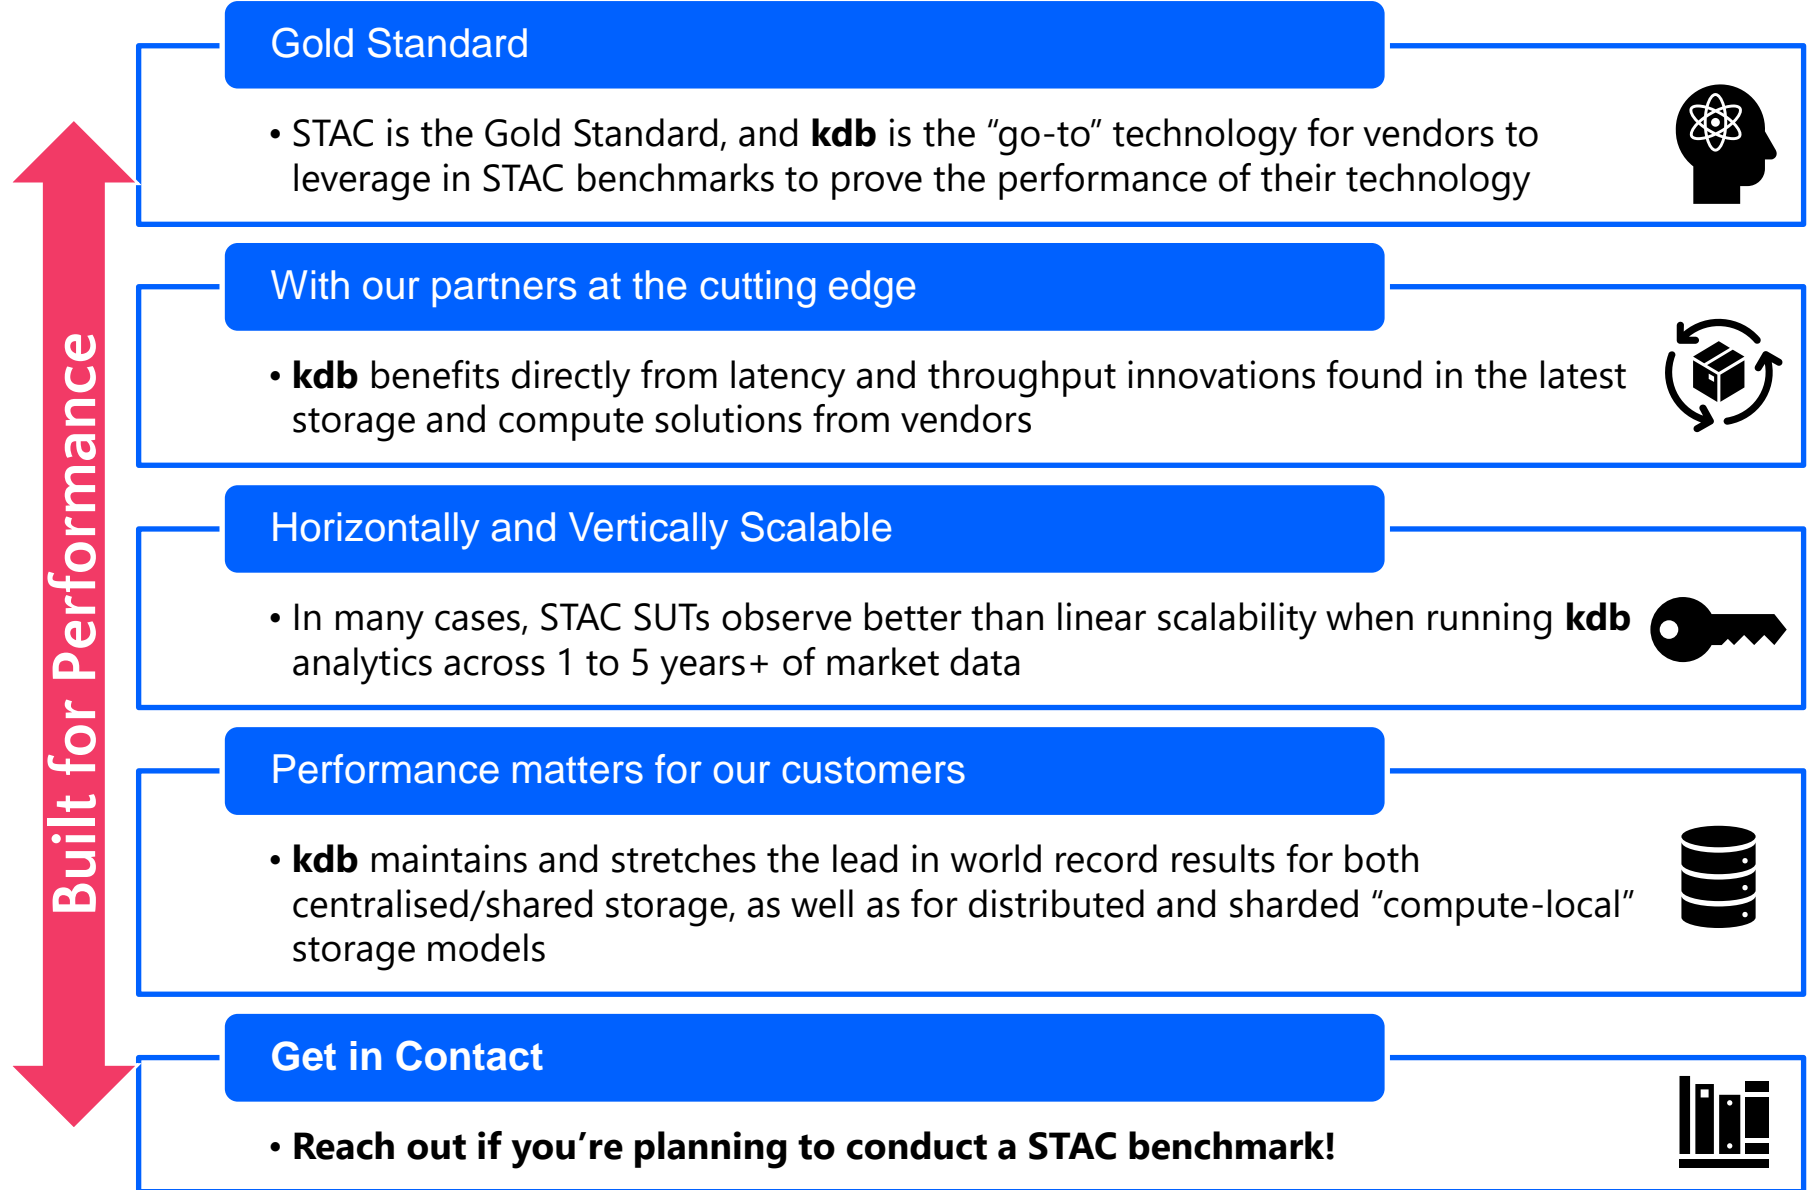 Built for Performance
Gold Standard
• STAC is the Gold Standard, and kdb is the “go-to” technology for vendors to
leverage in STAC benchmarks to prove the performance of their technology
With our partners at the cutting edge
• kdb benefits directly from latency and throughput innovations found in the latest
storage and compute solutions from vendors
Horizontally and Vertically Scalable
• In many cases, STAC SUTs observe better than linear scalability when running kdb
analytics across 1 to 5 years+ of market data
Performance matters for our customers
• kdb maintains and stretches the lead in world record results for both
centralised/shared storage, as well as for distributed and sharded “compute-local”
storage models
Get in Contact
• Reach out if you’re planning to conduct a STAC benchmark!